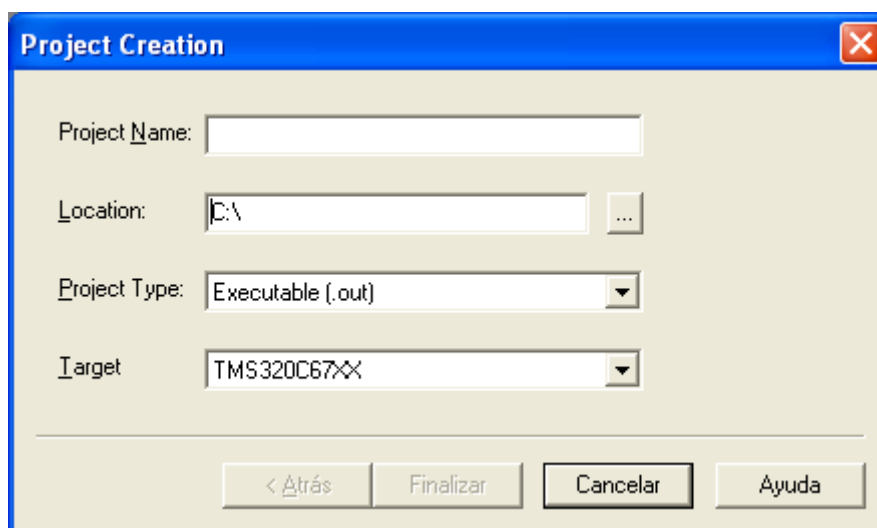 Project Creation
Project Name:
Location: C:\ ...
Project Type: Executable (.out)
Target TMS320C67XX
< Atrás Finalizar Cancelar Ayuda